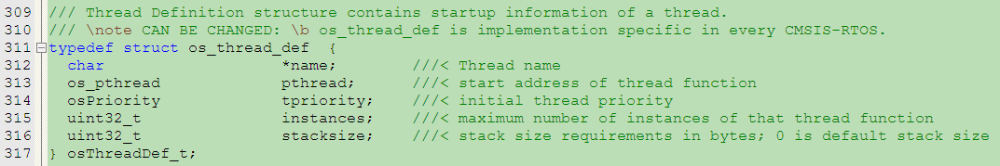 309 /// Thread Definition structure contains startup information of a thread.
310 /// \note CAN BE CHANGED: \b os_thread_def is implementation specific in every CMSIS-RTOS.
311 typedef struct os_thread_def {
312 char *name; ///< Thread name
313 os_pthread pthread; ///< start address of thread function
314 osPriority tpriority; ///< initial thread priority
315 uint32_t instances; ///< maximum number of instances of that thread function
316 uint32_t stacksize; ///< stack size requirements in bytes; 0 is default stack size
317 } osThreadDef_t;